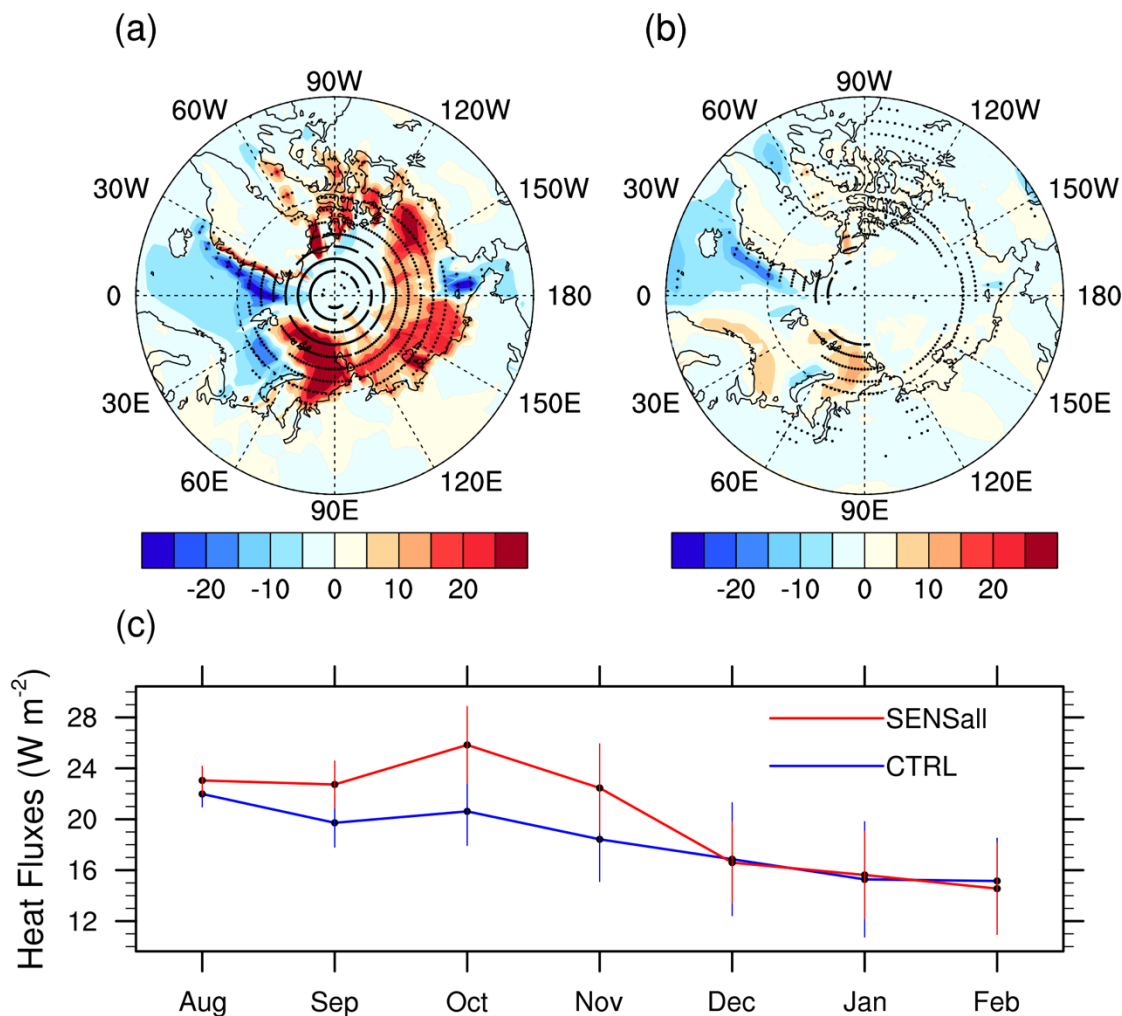 (a) (b)
90W 90W
60W 120W 60W 120W
30W 150W 30W 150W
0 180 0 180
30E 150E 30E 150E
60E 120E 60E 120E
90E 90E
-20 -10 0 10 20 -20 -10 0 10 20
(c)
Heat Fluxes (W m⁻²)
28
24
20
16
12
SENSall
CTRL
Aug Sep Oct Nov Dec Jan Feb